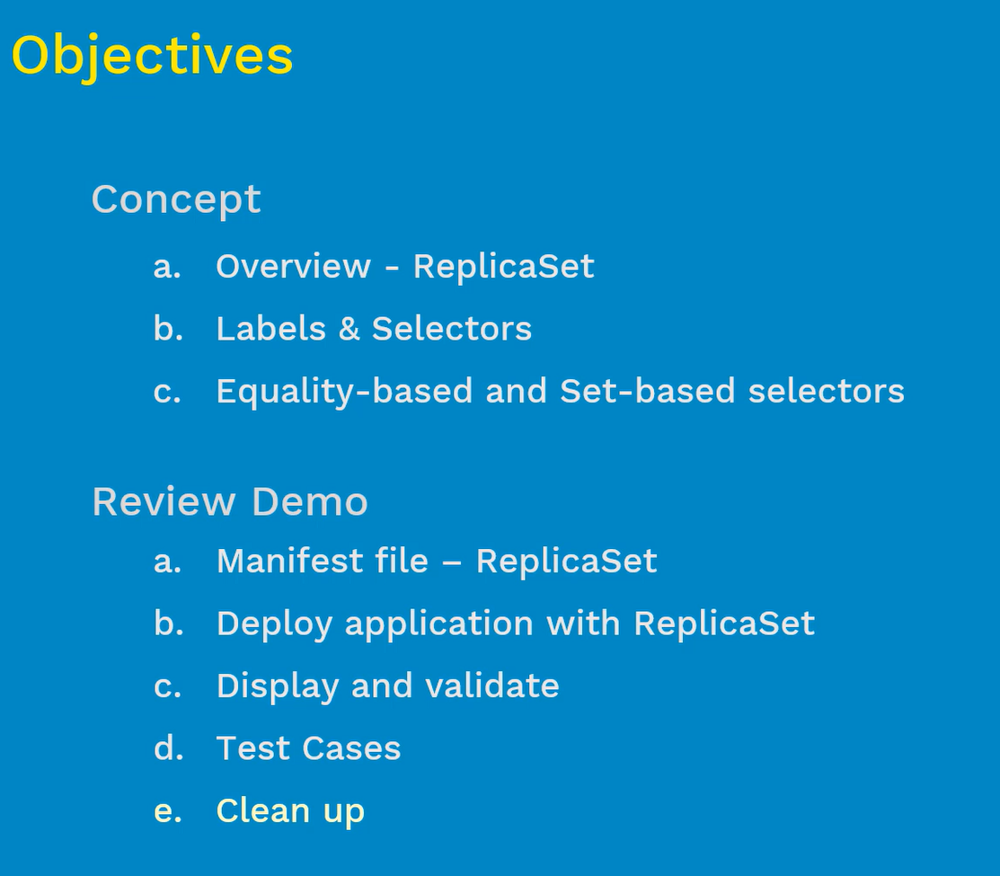 Objectives
Concept
a. Overview - ReplicaSet
b. Labels & Selectors
c. Equality-based and Set-based selectors
Review Demo
a. Manifest file – ReplicaSet
b. Deploy application with ReplicaSet
c. Display and validate
d. Test Cases
e. Clean up